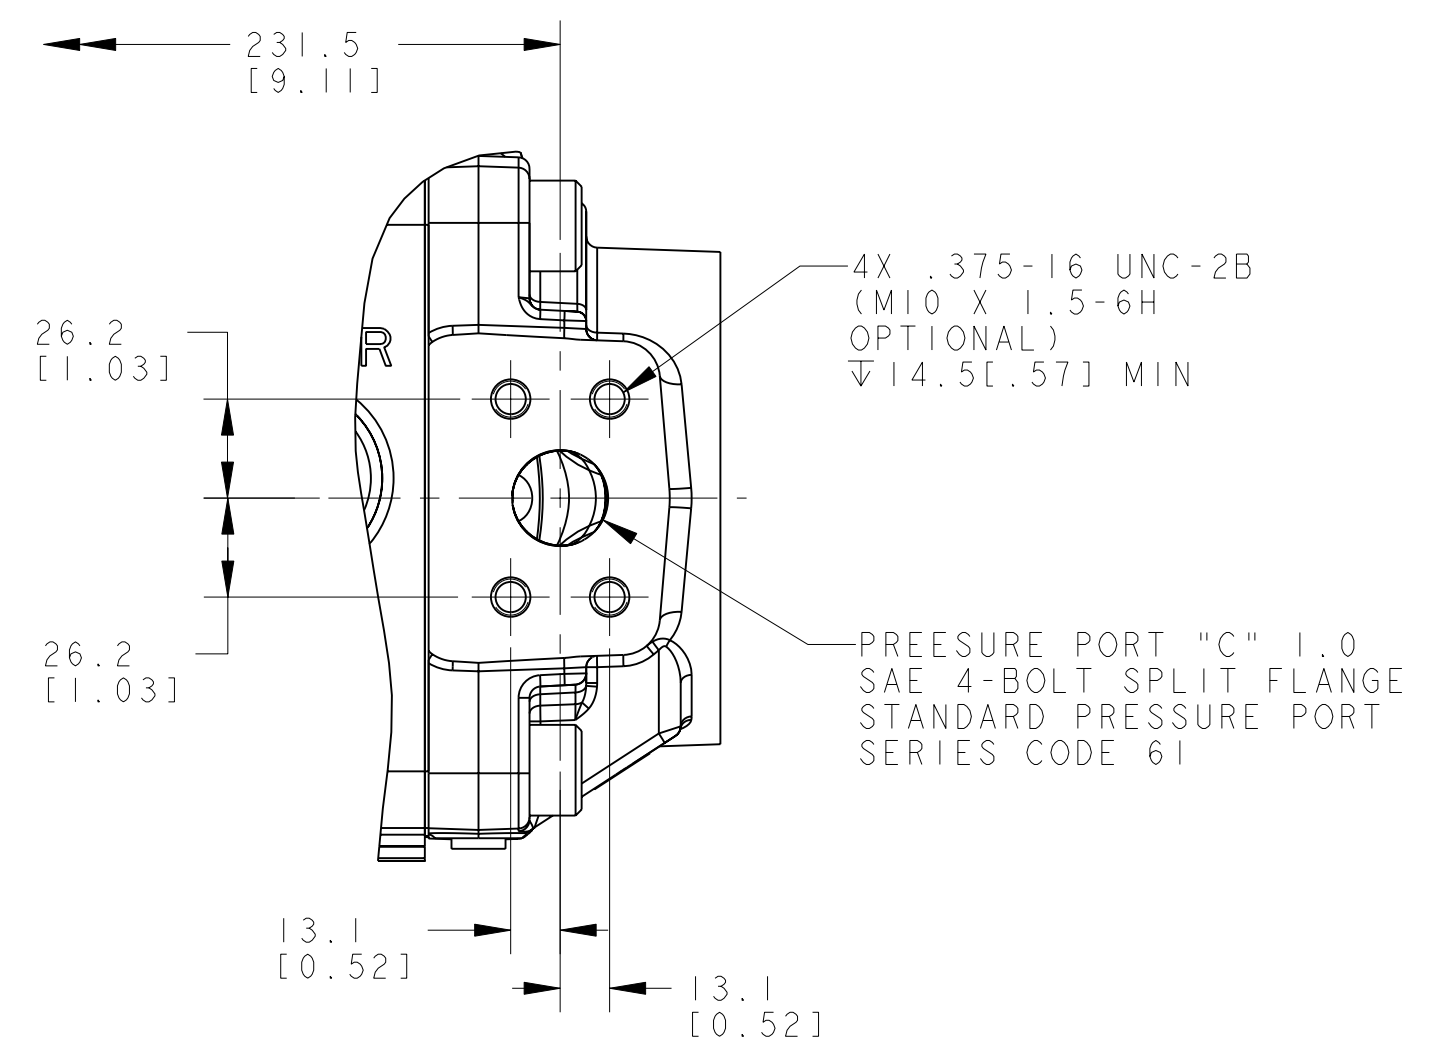 231.5
[9.11]
4X .375-16 UNC-2B
(M10 X 1.5-6H
OPTIONAL)
↧14.5[.57] MIN
26.2
[1.03]
R
26.2
[1.03]
PREESURE PORT "C" 1.0
SAE 4-BOLT SPLIT FLANGE
STANDARD PRESSURE PORT
SERIES CODE 61
13.1
[0.52]
13.1
[0.52]